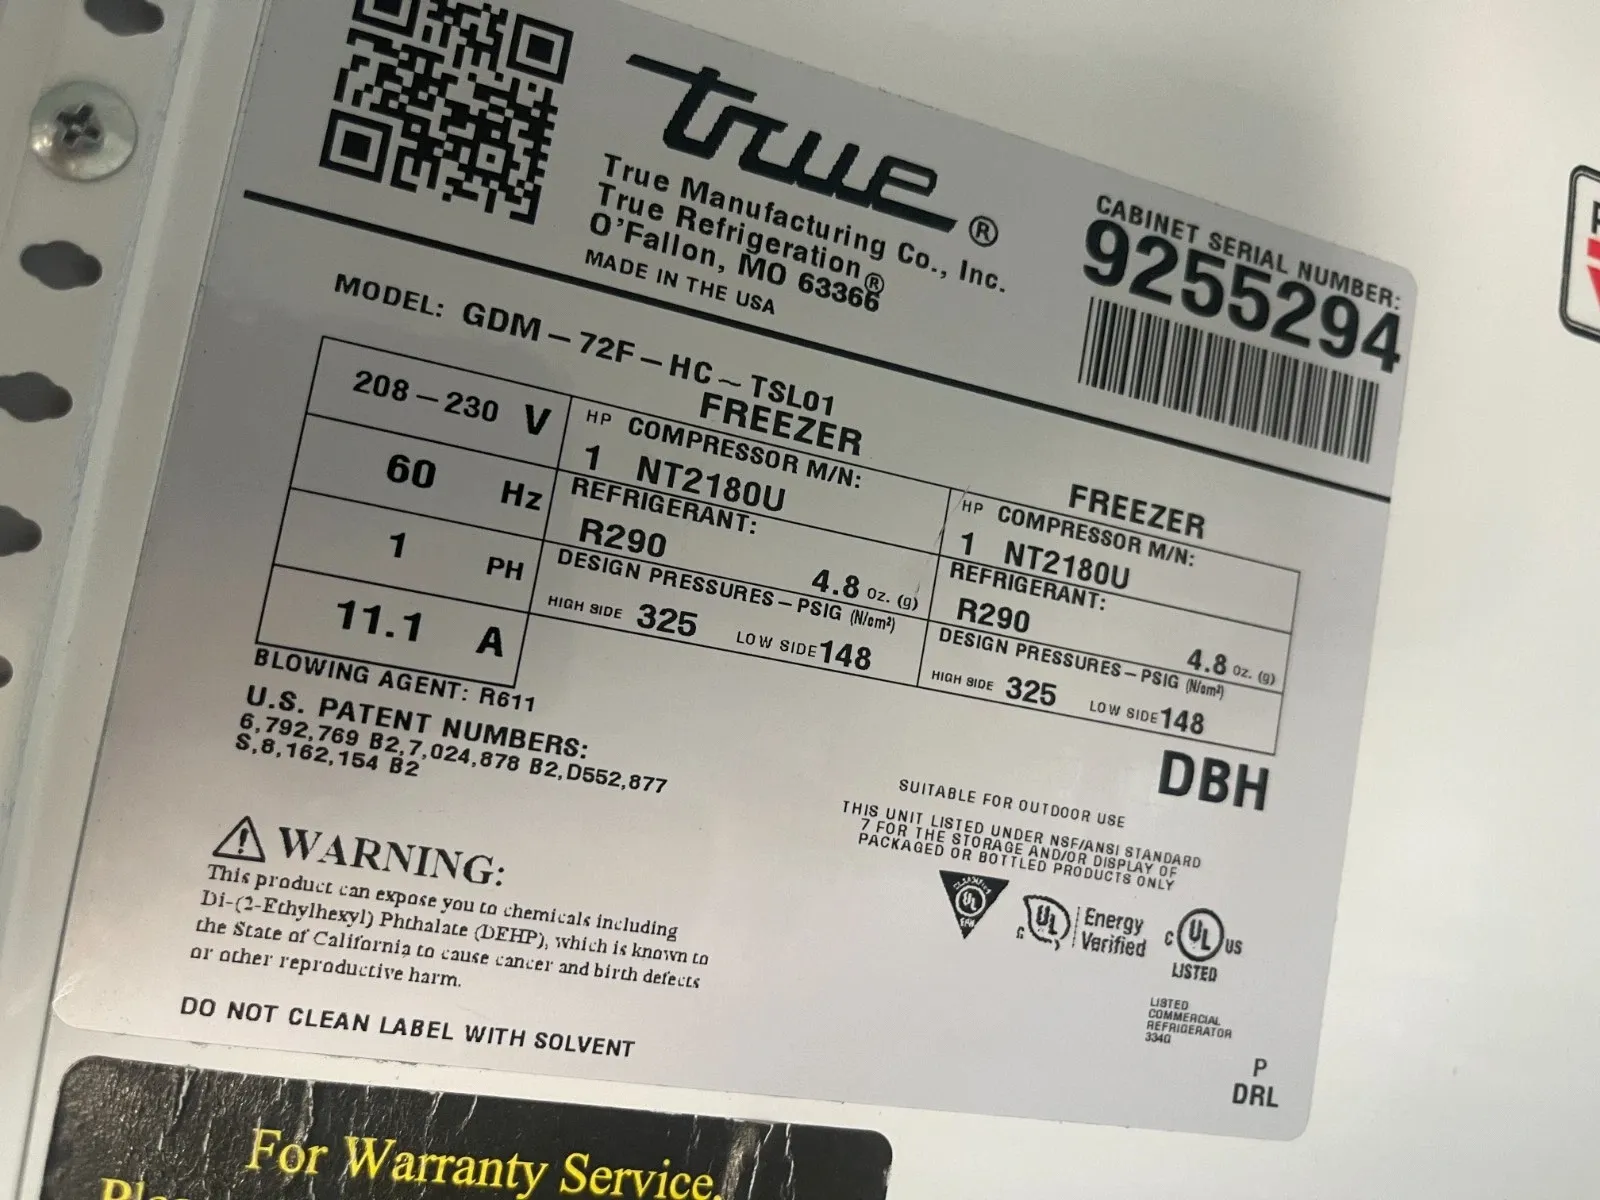 true®
True Manufacturing Co., Inc.
True Refrigeration®
O'Fallon, MO 63366
MADE IN THE USA
CABINET SERIAL NUMBER:
9255294
MODEL: GDM-72F-HC~TSL01
208-230 V
60 Hz
1 PH
11.1 A
FREEZER
HP COMPRESSOR M/N:
1 NT2180U
REFRIGERANT:
R290
4.8 oz. (g)
DESIGN PRESSURES-PSIG (N/cm²)
HIGH SIDE 325 LOW SIDE 148
FREEZER
HP COMPRESSOR M/N:
1 NT2180U
REFRIGERANT:
R290
4.8 oz. (g)
DESIGN PRESSURES-PSIG (N/cm²)
HIGH SIDE 325 LOW SIDE 148
BLOWING AGENT: R611
U.S. PATENT NUMBERS:
6,792,769 B2,7,024,878 B2,D552,877
S,8,162,154 B2
DBH
SUITABLE FOR OUTDOOR USE
THIS UNIT LISTED UNDER NSF/ANSI STANDARD
7 FOR THE STORAGE AND/OR DISPLAY OF
PACKAGED OR BOTTLED PRODUCTS ONLY
WARNING:
This product can expose you to chemicals including
Di-(2-Ethylhexyl) Phthalate (DEHP), which is known to
the State of California to cause cancer and birth defects
or other reproductive harm.
DO NOT CLEAN LABEL WITH SOLVENT
UL
c UL Energy
Verified
c UL US
LISTED
LISTED
COMMERCIAL
REFRIGERATOR
334G
P
DRL
For Warranty Service,